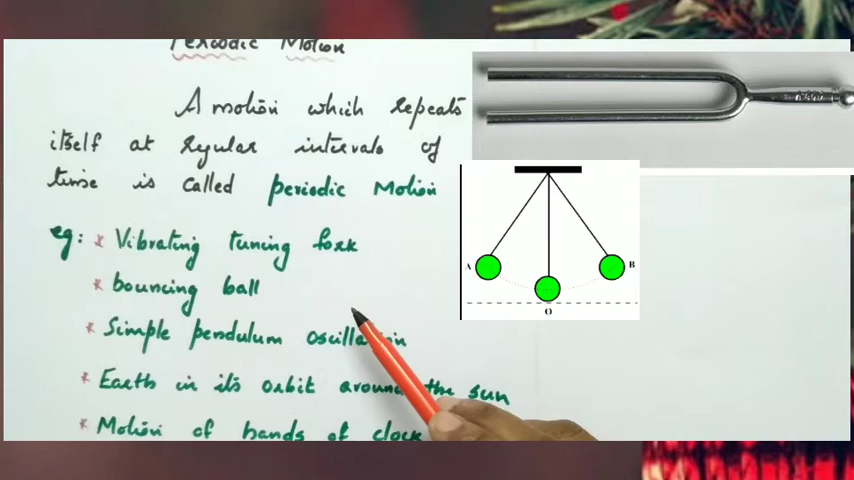 Periodic Motion
A motion which repeats
itself at regular intervals of
time is called periodic Motion
eg: * Vibrating tuning fork
* bouncing ball
* Simple pendulum oscillation
* Earth in its orbit around the sun
* Motion of hands of clock
A
B
O